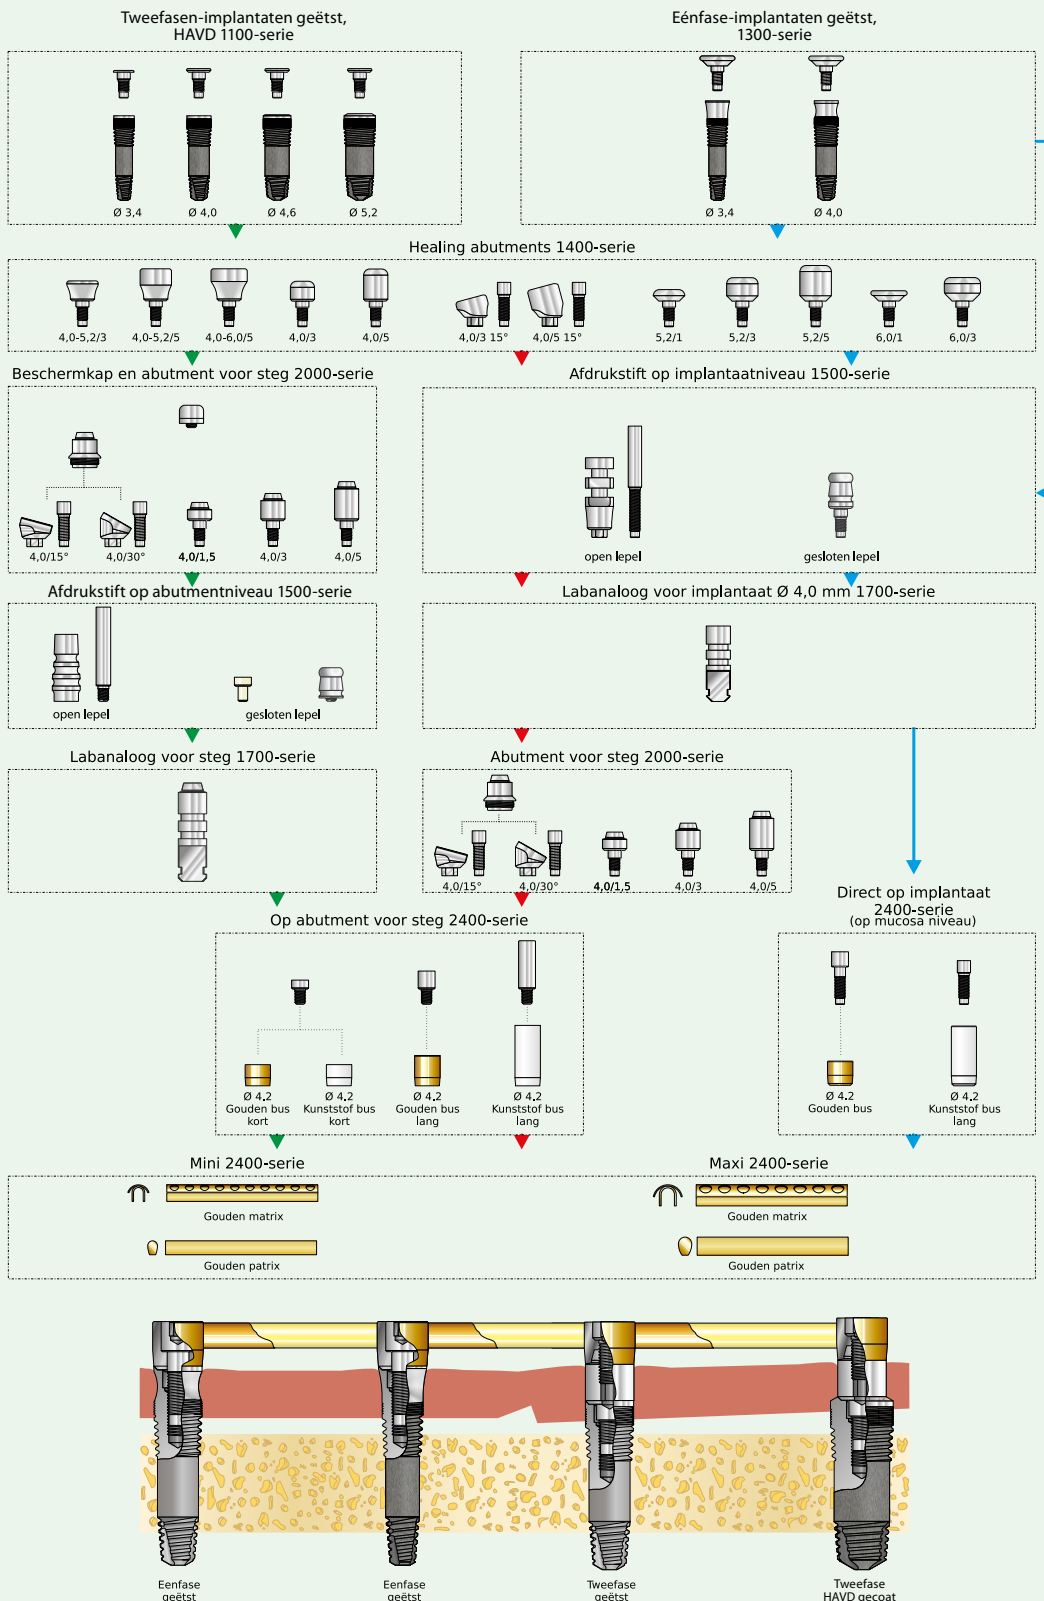 Tweefasen-implantaten geëtst,
HAVD 1100-serie
Eénfase-implantaten geëtst,
1300-serie
Ø 3,4
Ø 4,0
Ø 4,6
Ø 5,2
Ø 3,4
Ø 4,0
Healing abutments 1400-serie
4,0-5,2/3
4,0-5,2/5
4,0-6,0/5
4,0/3
4,0/5
4,0/3 15°
4,0/5 15°
5,2/1
5,2/3
5,2/5
6,0/1
6,0/3
Beschermkap en abutment voor steg 2000-serie
4,0/15°
4,0/30°
4,0/1,5
4,0/3
4,0/5
Afdrukstift op implantaatniveau 1500-serie
open lepel
gesloten lepel
Afdrukstift op abutmentniveau 1500-serie
open lepel
gesloten lepel
Labanaloog voor implantaat Ø 4,0 mm 1700-serie
Labanaloog voor steg 1700-serie
Abutment voor steg 2000-serie
4,0/15°
4,0/30°
4,0/1,5
4,0/3
4,0/5
Op abutment voor steg 2400-serie
Ø 4,2
Gouden bus
kort
Ø 4,2
Kunststof bus
kort
Ø 4,2
Gouden bus
lang
Ø 4,2
Kunststof bus
lang
Direct op implantaat
2400-serie
(op mucosa niveau)
Ø 4,2
Gouden bus
Ø 4,2
Kunststof bus
lang
Mini 2400-serie
Gouden matrix
Gouden patrix
Maxi 2400-serie
Gouden matrix
Gouden patrix
Eenfase
geëtst
Eenfase
geëtst
Tweefase
geëtst
Tweefase
HAVD gecoat